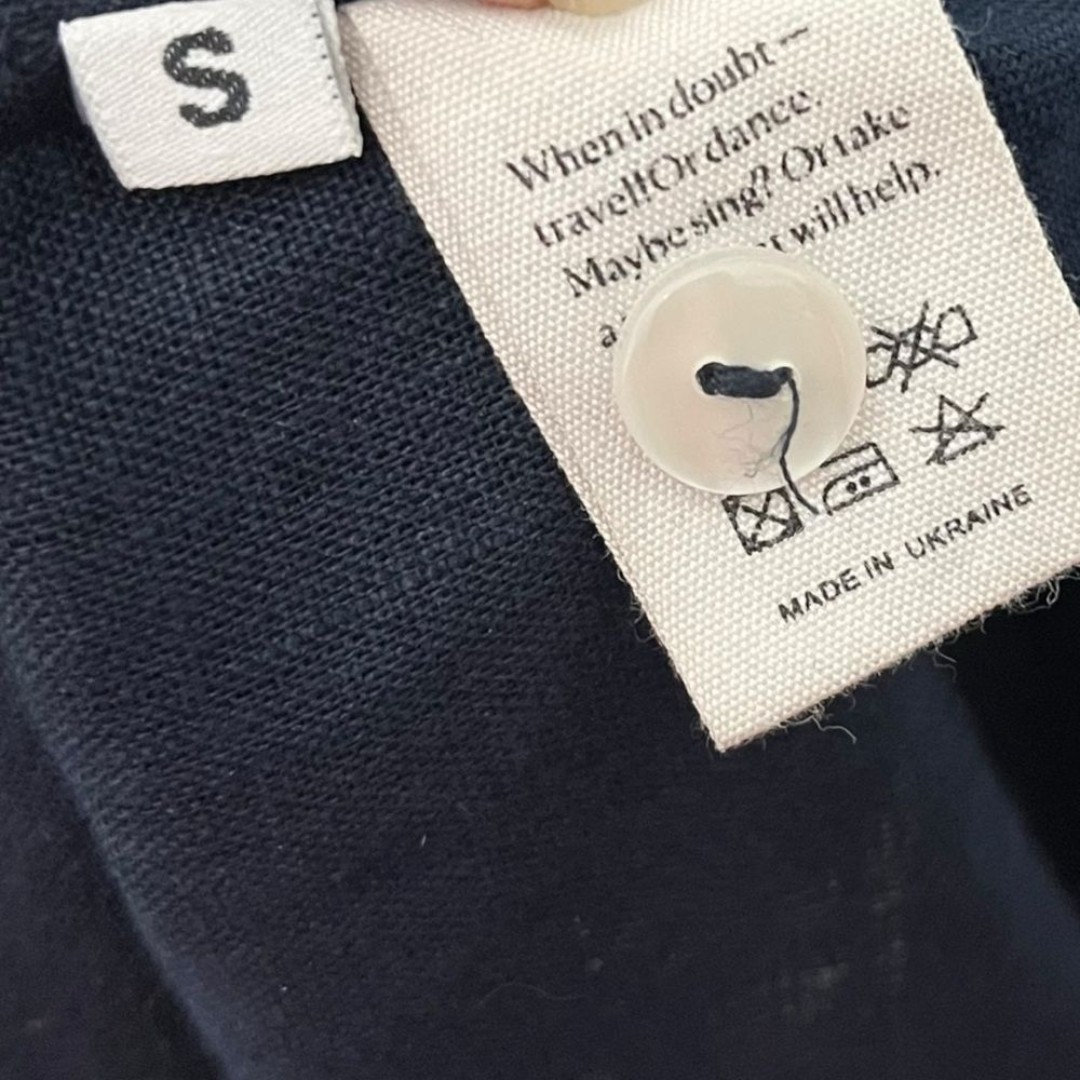 S
When in doubt —
travel! Or dance.
Maybe sing? Or take
will help.
MADE IN UKRAINE